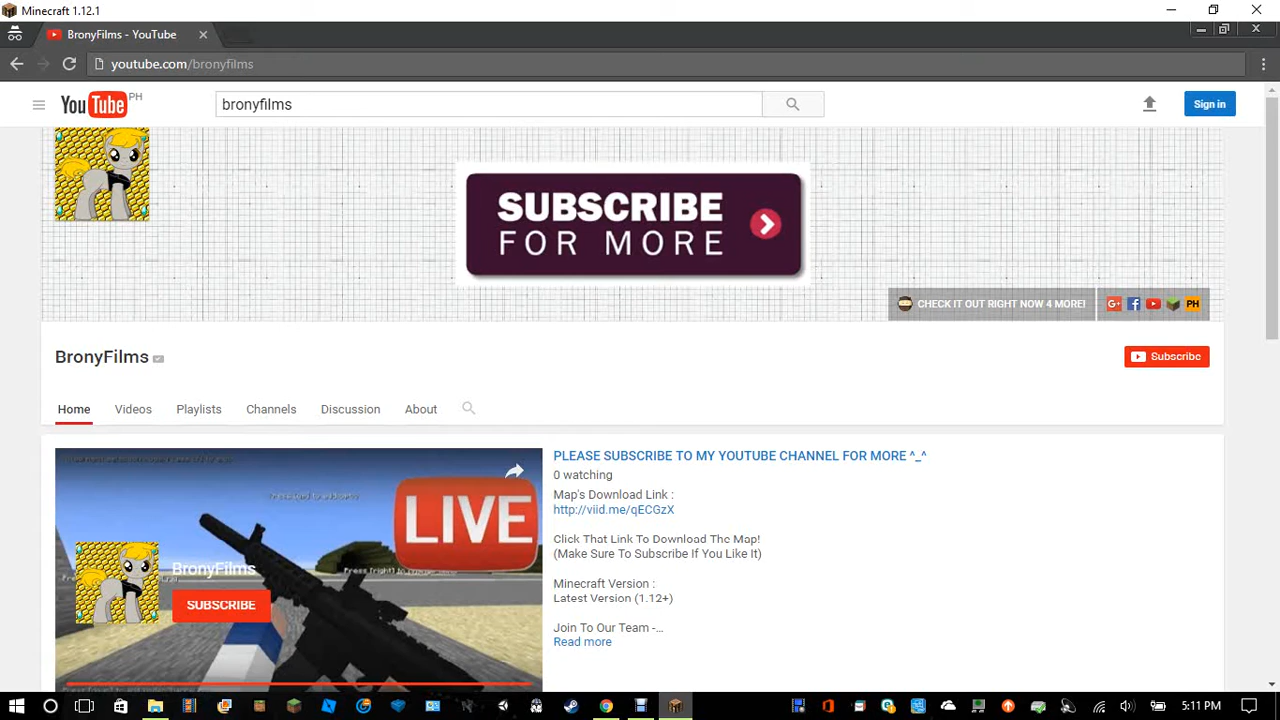 Minecraft 1.12.1
BronyFilms - YouTube
youtube.com/bronyfilms
YouTube PH
bronyfilms
Sign in
SUBSCRIBE
FOR MORE
CHECK IT OUT RIGHT NOW 4 MORE!
PH
BronyFilms
Subscribe
Home Videos Playlists Channels Discussion About
PLEASE SUBSCRIBE TO MY YOUTUBE CHANNEL FOR MORE ^_^
0 watching
Map's Download Link :
http://viid.me/qECGzX
Click That Link To Download The Map!
(Make Sure To Subscribe If You Like It)
Minecraft Version :
Latest Version (1.12+)
Join To Our Team -...
Read more
LIVE
BronyFilms
SUBSCRIBE
5:11 PM